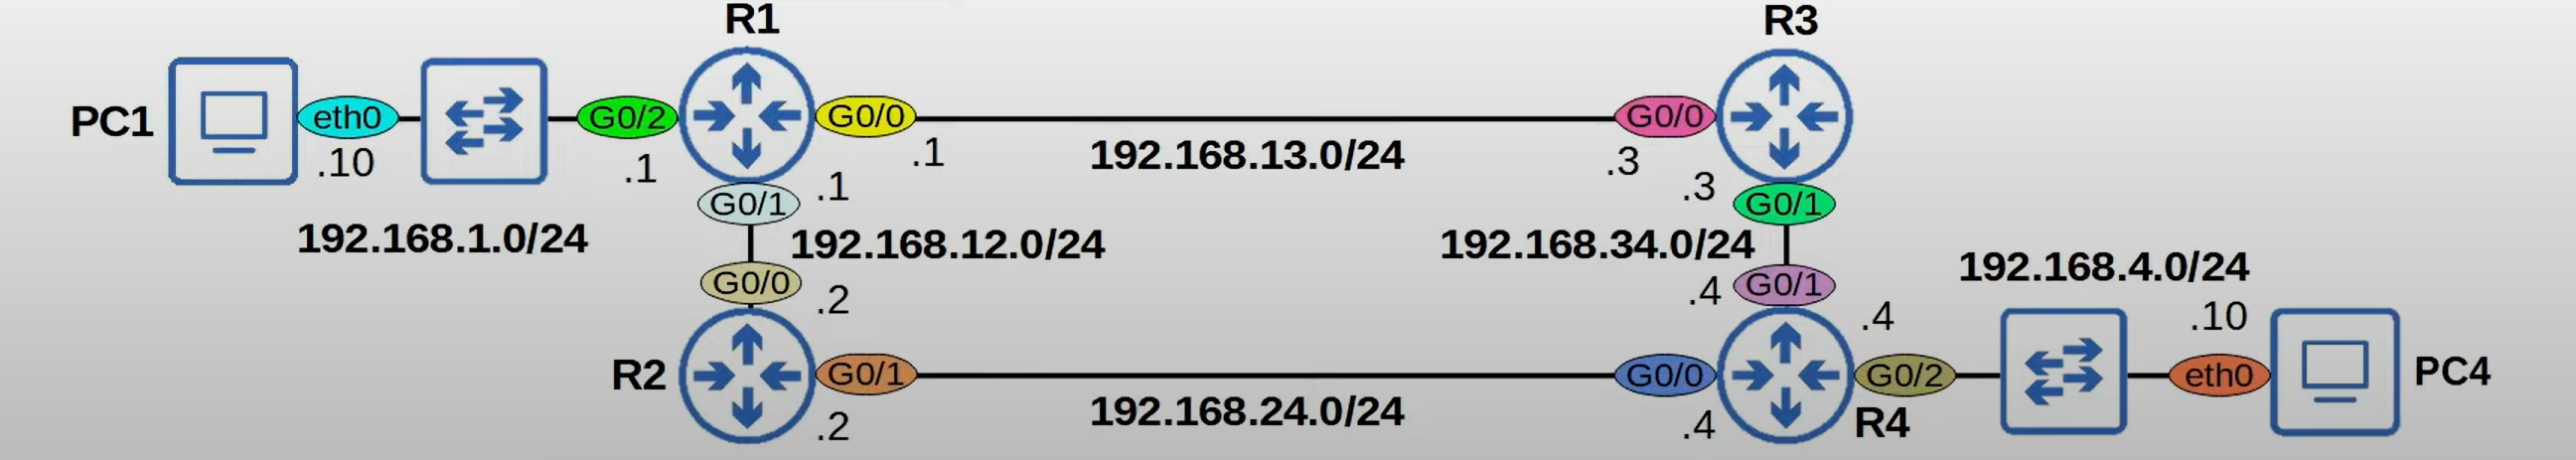 R1
R3
PC1
eth0
G0/2
G0/0
G0/0
.10
.1
.1
192.168.13.0/24
.3
.1
.3
G0/1
G0/1
192.168.1.0/24
192.168.12.0/24
192.168.34.0/24
192.168.4.0/24
G0/0
.2
.4
G0/1
.4
.10
R2
G0/1
G0/0
G0/2
eth0
PC4
.2
192.168.24.0/24
.4
R4